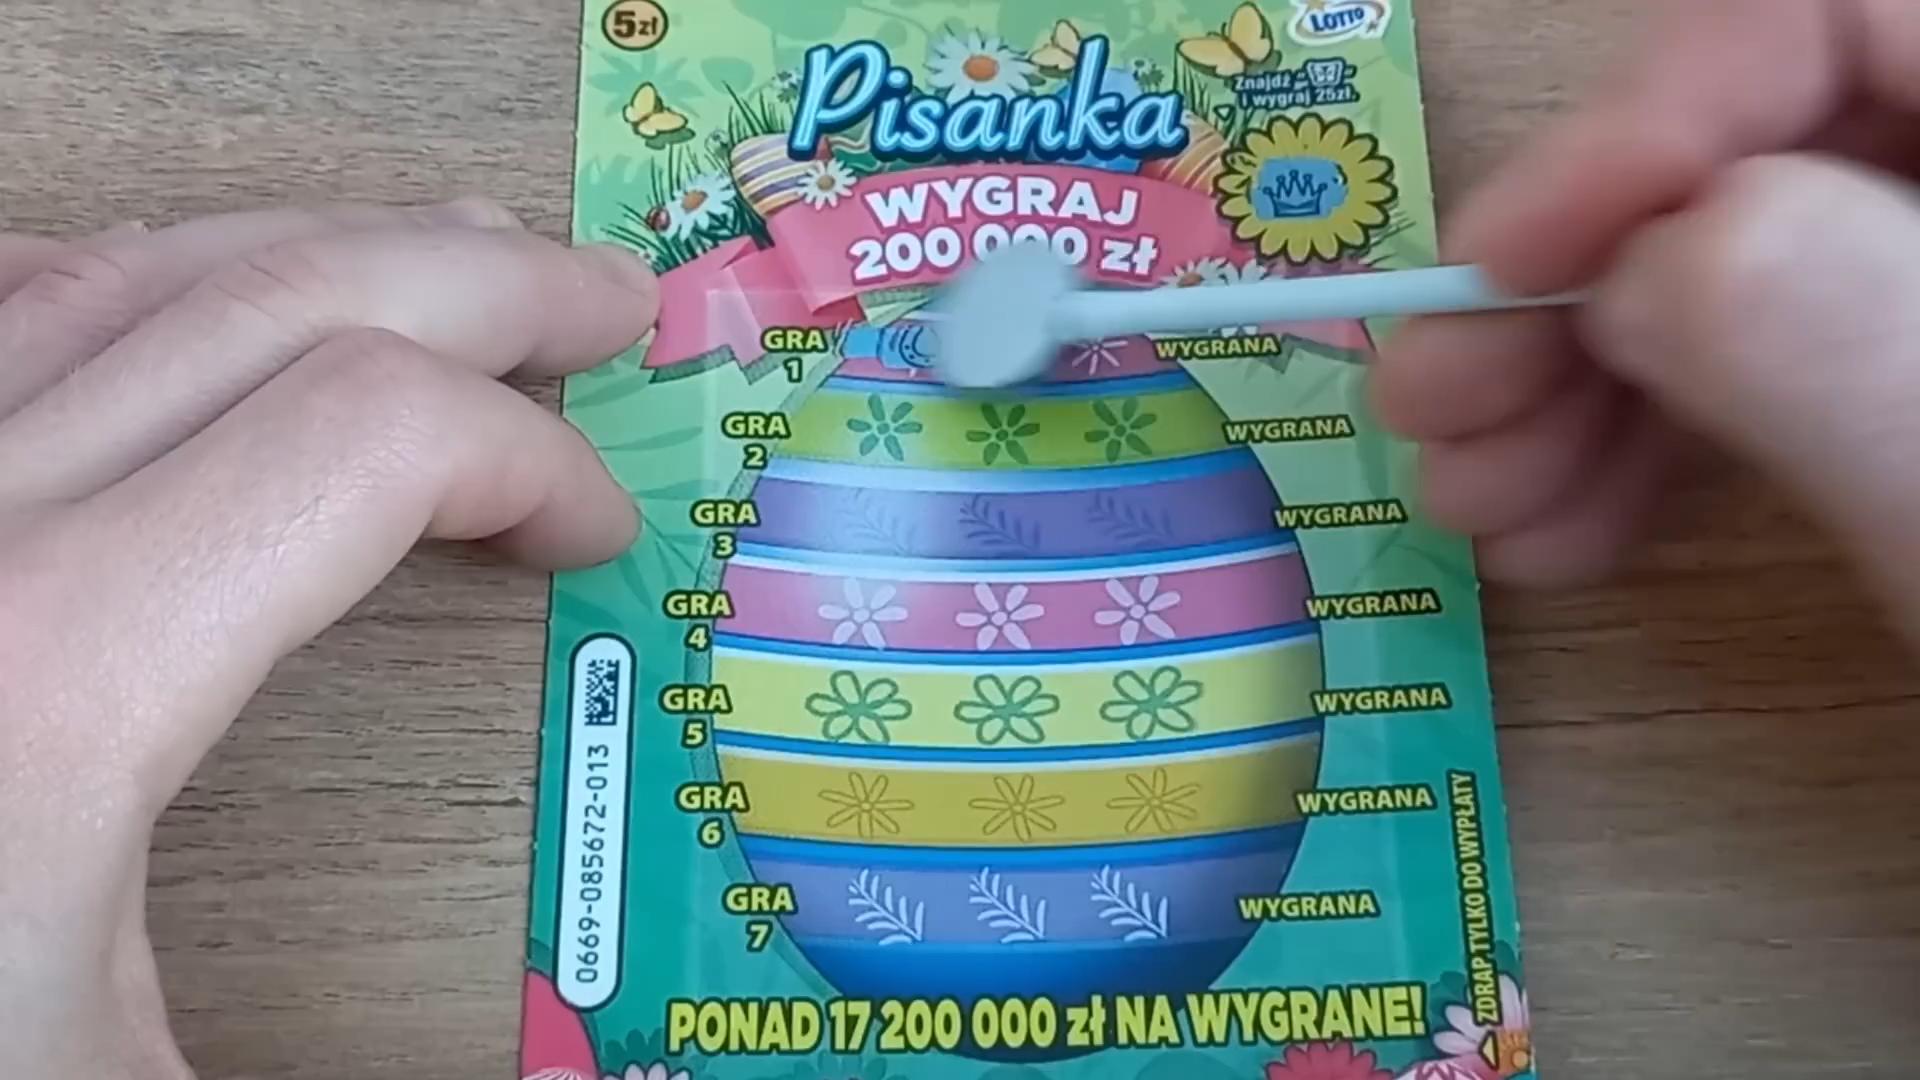 5zł
LOTTO
Pisanka
Znajdź „
"
i wygraj 25zł.
WYGRAJ
200 000 zł
GRA
1
WYGRANA
GRA
2
WYGRANA
GRA
3
WYGRANA
GRA
4
WYGRANA
GRA
5
WYGRANA
GRA
6
WYGRANA
GRA
7
WYGRANA
0669-085672-013
ZDRAP TYLKO DO WYPŁATY
PONAD 17 200 000 zł NA WYGRANE!